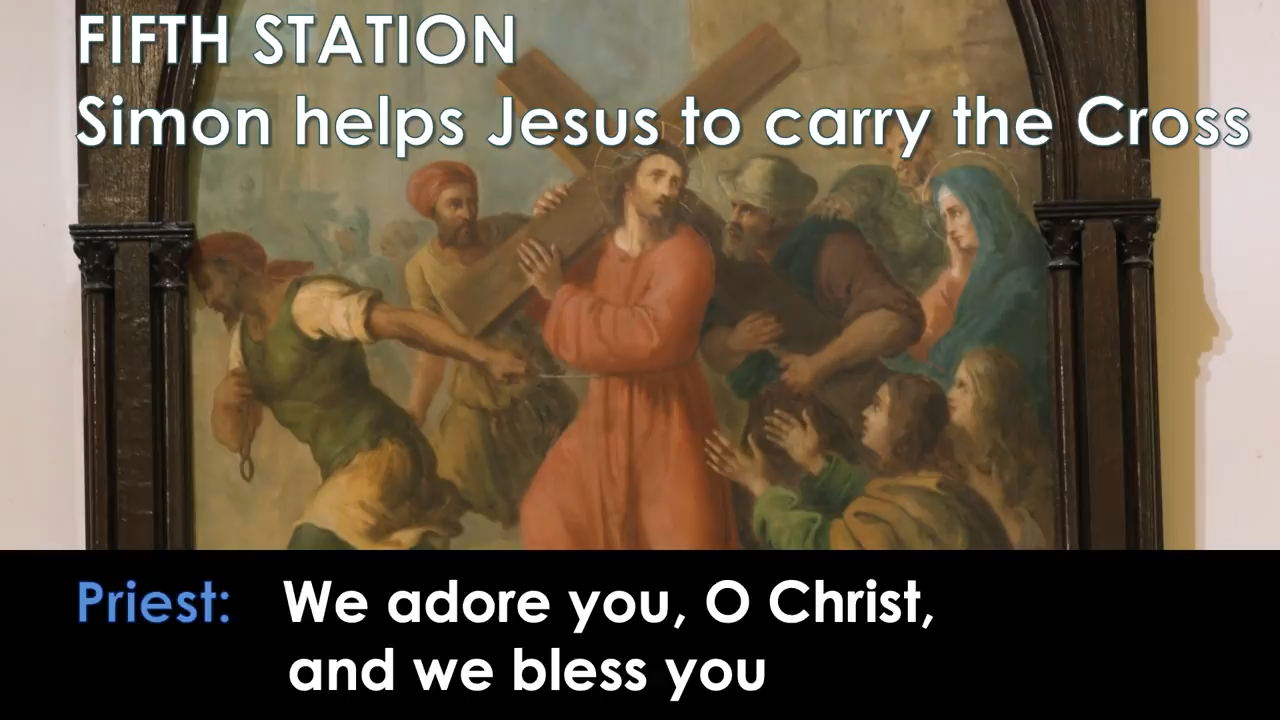 FIFTH STATION
Simon helps Jesus to carry the Cross
Priest: We adore you, O Christ,
and we bless you